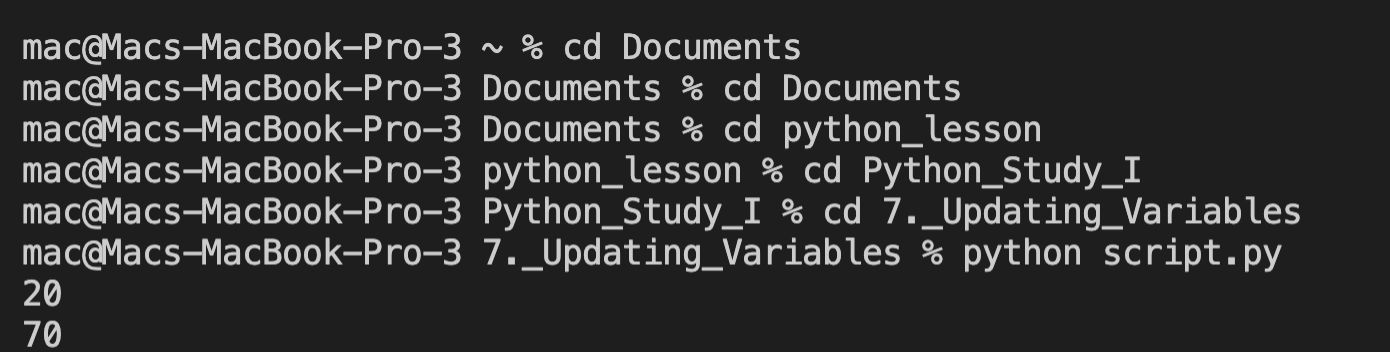 mac@Macs-MacBook-Pro-3 ~ % cd Documents
mac@Macs-MacBook-Pro-3 Documents % cd Documents
mac@Macs-MacBook-Pro-3 Documents % cd python_lesson
mac@Macs-MacBook-Pro-3 python_lesson % cd Python_Study_I
mac@Macs-MacBook-Pro-3 Python_Study_I % cd 7._Updating_Variables
mac@Macs-MacBook-Pro-3 7._Updating_Variables % python script.py
20
70